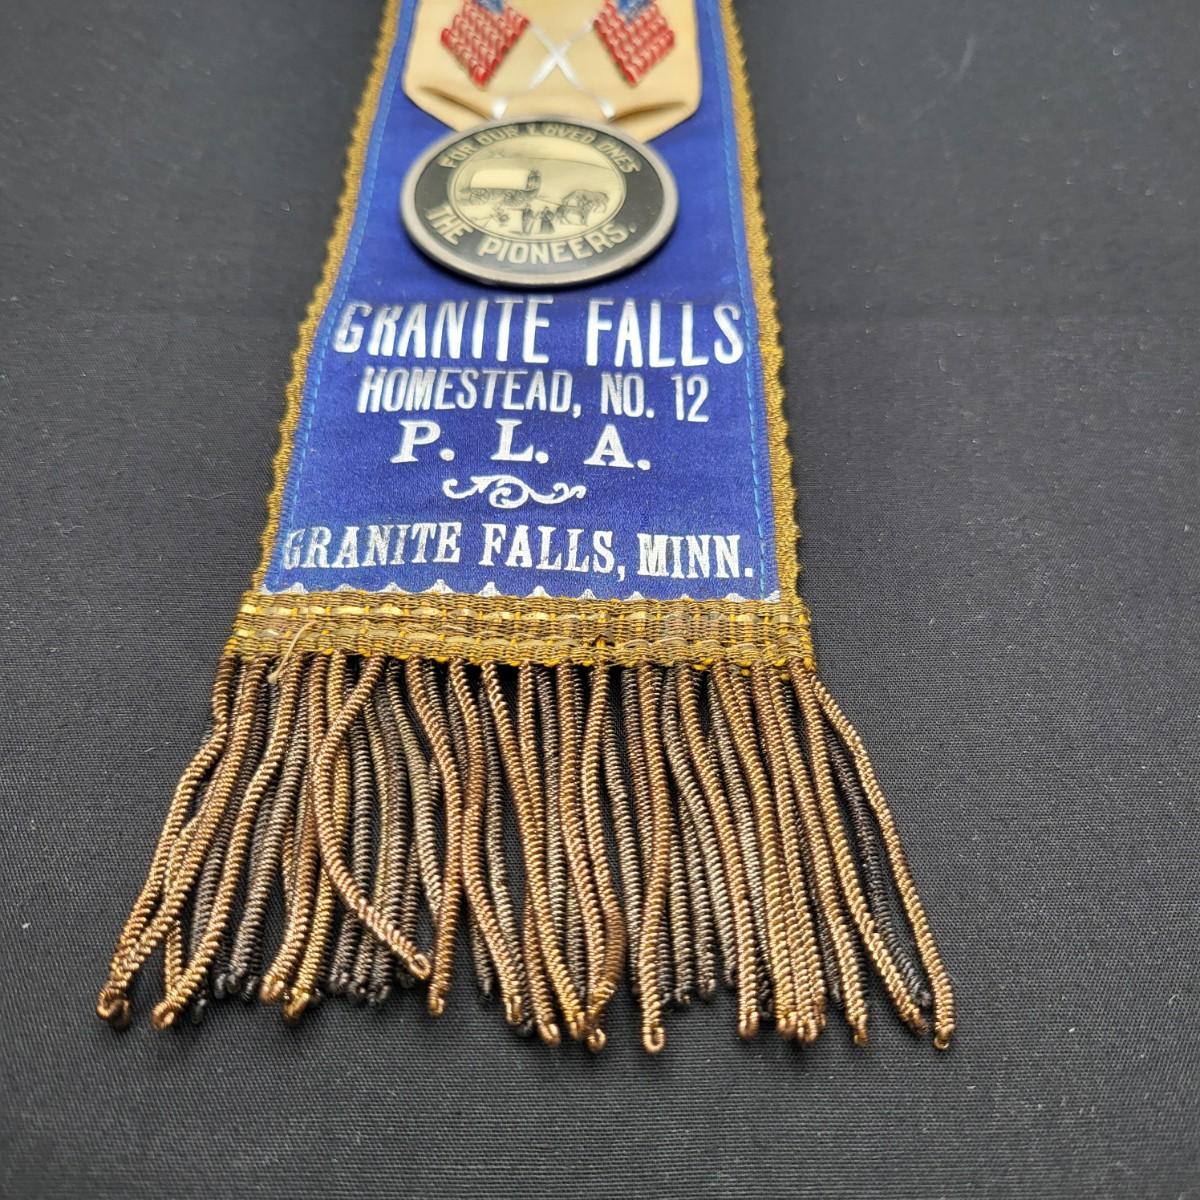 FOR OUR LOVED ONES
THE PIONEERS.
GRANITE FALLS
HOMESTEAD, NO. 12
P. L. A.
GRANITE FALLS, MINN.